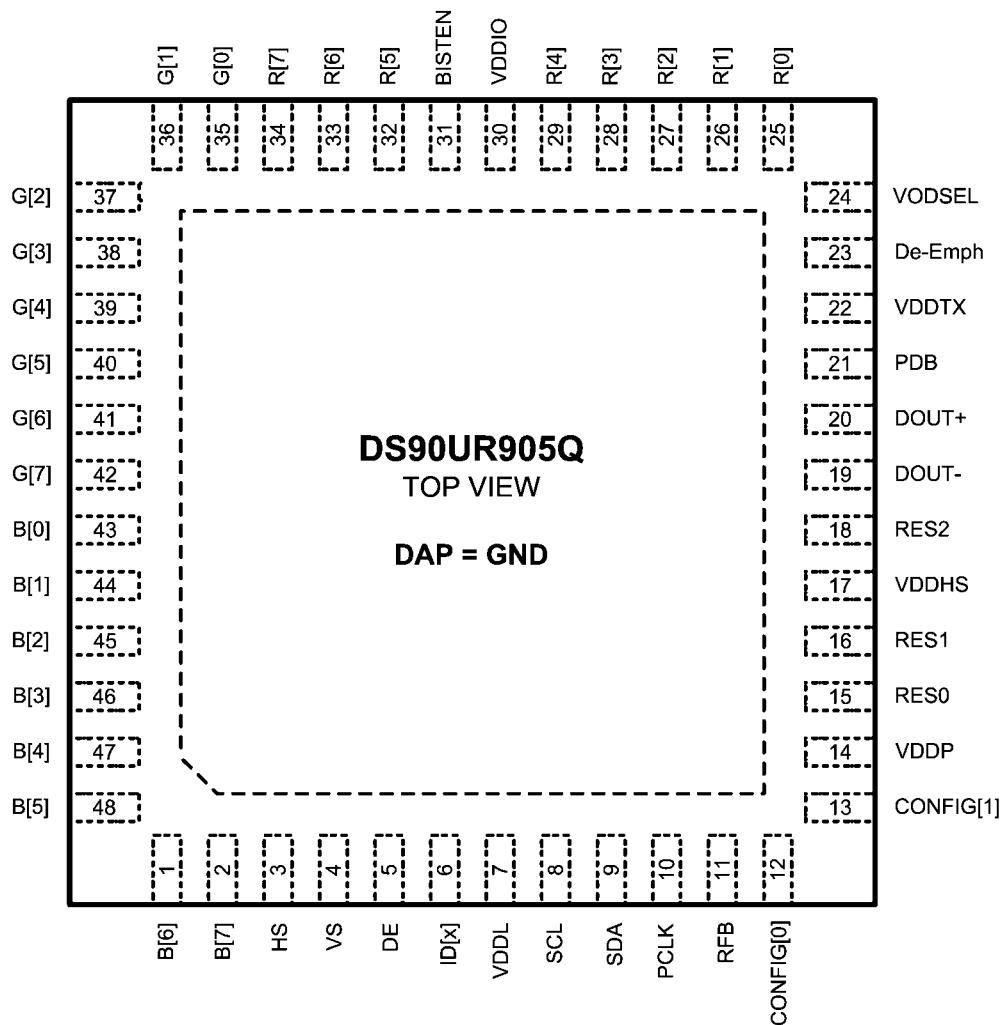 G[1] G[0] R[7] R[6] R[5] BISTEN VDDIO R[4] R[3] R[2] R[1] R[0]
36 35 34 33 32 31 30 29 28 27 26 25
G[2] 37 24 VODSEL
G[3] 38 23 De-Emph
G[4] 39 22 VDDTX
G[5] 40 21 PDB
G[6] 41 20 DOUT+
G[7] 42 19 DOUT-
B[0] 43 18 RES2
B[1] 44 17 VDDHS
B[2] 45 16 RES1
B[3] 46 15 RES0
B[4] 47 14 VDDP
B[5] 48 13 CONFIG[1]
DS90UR905Q
TOP VIEW
DAP = GND
1 2 3 4 5 6 7 8 9 10 11 12
B[6] B[7] HS VS DE ID[x] VDDL SCL SDA PCLK RFB CONFIG[0]